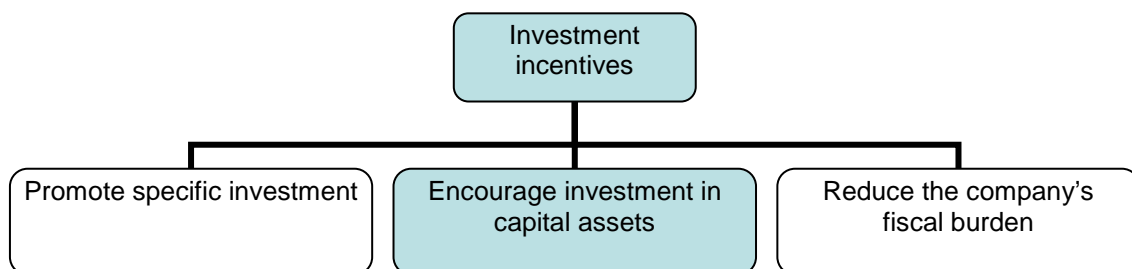 Investment
incentives
Promote specific investment
Encourage investment in
capital assets
Reduce the company's
fiscal burden